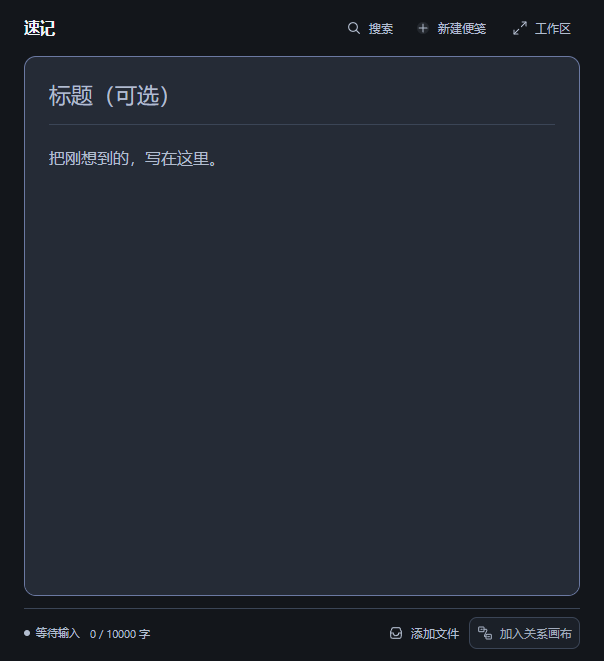 速记 搜索 新建便笺 工作区
标题（可选）
把刚想到的，写在这里。
等待输入 0 / 10000 字 添加文件 加入关系画布